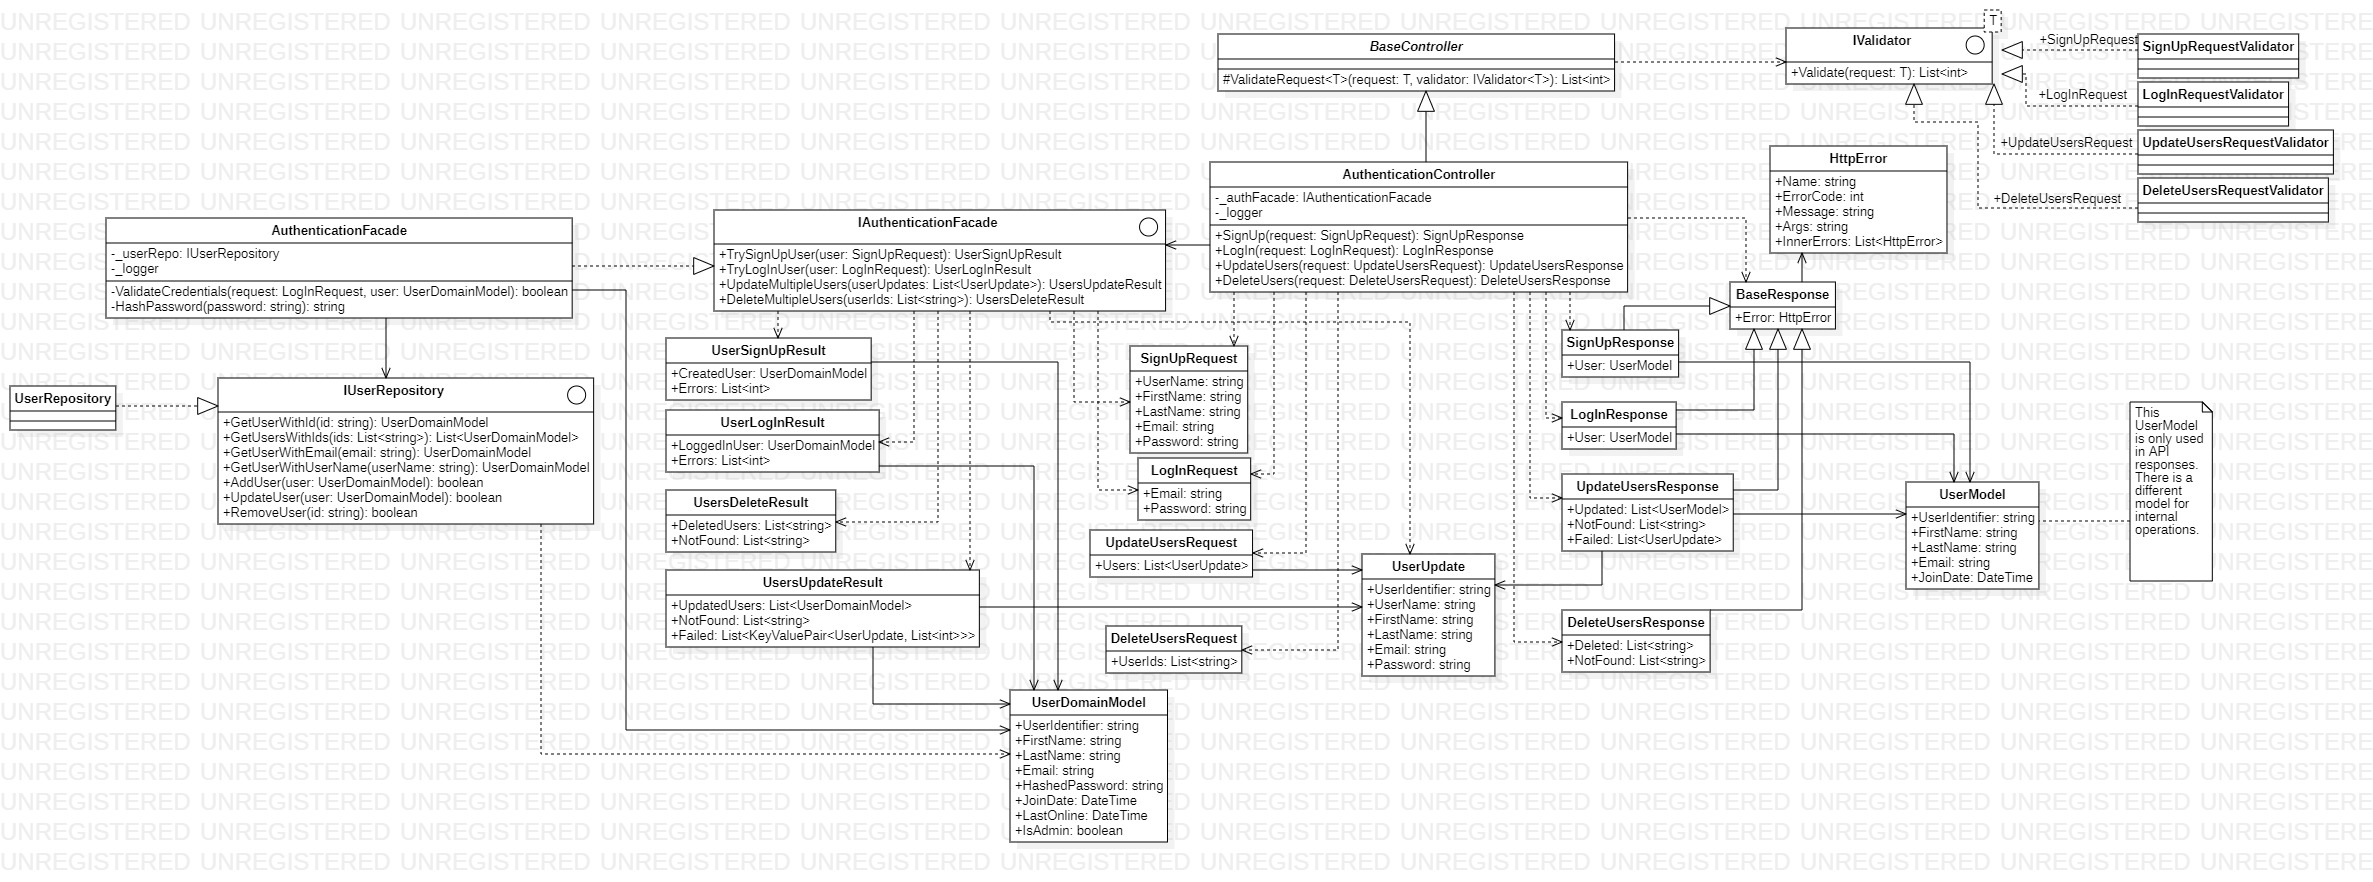 BaseController
#ValidateRequest<T>(request: T, validator: IValidator<T>): List<int>
T
IValidator
+Validate(request: T): List<int>
+SignUpRequest
SignUpRequestValidator
+LogInRequest
LogInRequestValidator
+UpdateUsersRequest
UpdateUsersRequestValidator
+DeleteUsersRequest
DeleteUsersRequestValidator
HttpError
+Name: string
+ErrorCode: int
+Message: string
+Args: string
+InnerErrors: List<HttpError>
AuthenticationController
-_authFacade: IAuthenticationFacade
-_logger
+SignUp(request: SignUpRequest): SignUpResponse
+LogIn(request: LogInRequest): LogInResponse
+UpdateUsers(request: UpdateUsersRequest): UpdateUsersResponse
+DeleteUsers(request: DeleteUsersRequest): DeleteUsersResponse
AuthenticationFacade
-_userRepo: IUserRepository
-_logger
-ValidateCredentials(request: LogInRequest, user: UserDomainModel): boolean
-HashPassword(password: string): string
IAuthenticationFacade
+TrySignUpUser(user: SignUpRequest): UserSignUpResult
+TryLogInUser(user: LogInRequest): UserLogInResult
+UpdateMultipleUsers(userUpdates: List<UserUpdate>): UsersUpdateResult
+DeleteMultipleUsers(userIds: List<string>): UsersDeleteResult
BaseResponse
+Error: HttpError
UserRepository
IUserRepository
+GetUserWithId(id: string): UserDomainModel
+GetUsersWithIds(ids: List<string>): List<UserDomainModel>
+GetUserWithEmail(email: string): UserDomainModel
+GetUserWithUserName(userName: string): UserDomainModel
+AddUser(user: UserDomainModel): boolean
+UpdateUser(user: UserDomainModel): boolean
+RemoveUser(id: string): boolean
UserSignUpResult
+CreatedUser: UserDomainModel
+Errors: List<int>
UserLogInResult
+LoggedInUser: UserDomainModel
+Errors: List<int>
UsersDeleteResult
+DeletedUsers: List<string>
+NotFound: List<string>
UsersUpdateResult
+UpdatedUsers: List<UserDomainModel>
+NotFound: List<string>
+Failed: List<KeyValuePair<UserUpdate, List<int>>>
SignUpRequest
+UserName: string
+FirstName: string
+LastName: string
+Email: string
+Password: string
LogInRequest
+Email: string
+Password: string
UpdateUsersRequest
+Users: List<UserUpdate>
DeleteUsersRequest
+UserIds: List<string>
UserUpdate
+UserIdentifier: string
+UserName: string
+FirstName: string
+LastName: string
+Email: string
+Password: string
SignUpResponse
+User: UserModel
LogInResponse
+User: UserModel
UpdateUsersResponse
+Updated: List<UserModel>
+NotFound: List<string>
+Failed: List<UserUpdate>
DeleteUsersResponse
+Deleted: List<string>
+NotFound: List<string>
UserModel
+UserIdentifier: string
+FirstName: string
+LastName: string
+Email: string
+JoinDate: DateTime
This
UserModel
is only used
in API
responses.
There is a
different
model for
internal
operations.
UserDomainModel
+UserIdentifier: string
+FirstName: string
+LastName: string
+Email: string
+HashedPassword: string
+JoinDate: DateTime
+LastOnline: DateTime
+IsAdmin: boolean
UNREGISTERED